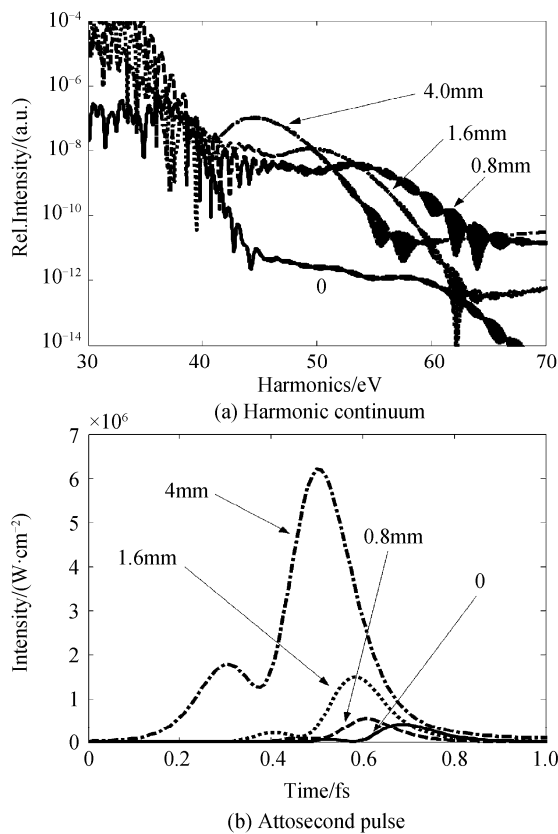 Rel.Intensity/(a.u.)
10⁻⁴
10⁻⁶
10⁻⁸
10⁻¹⁰
10⁻¹²
10⁻¹⁴
4.0mm
1.6mm
0.8mm
0
30 40 50 60 70
Harmonics/eV
(a) Harmonic continuum
×10⁶
Intensity/(W·cm⁻²)
7
6
5
4
3
2
1
0
4mm
0.8mm
1.6mm
0
0 0.2 0.4 0.6 0.8 1.0
Time/fs
(b) Attosecond pulse